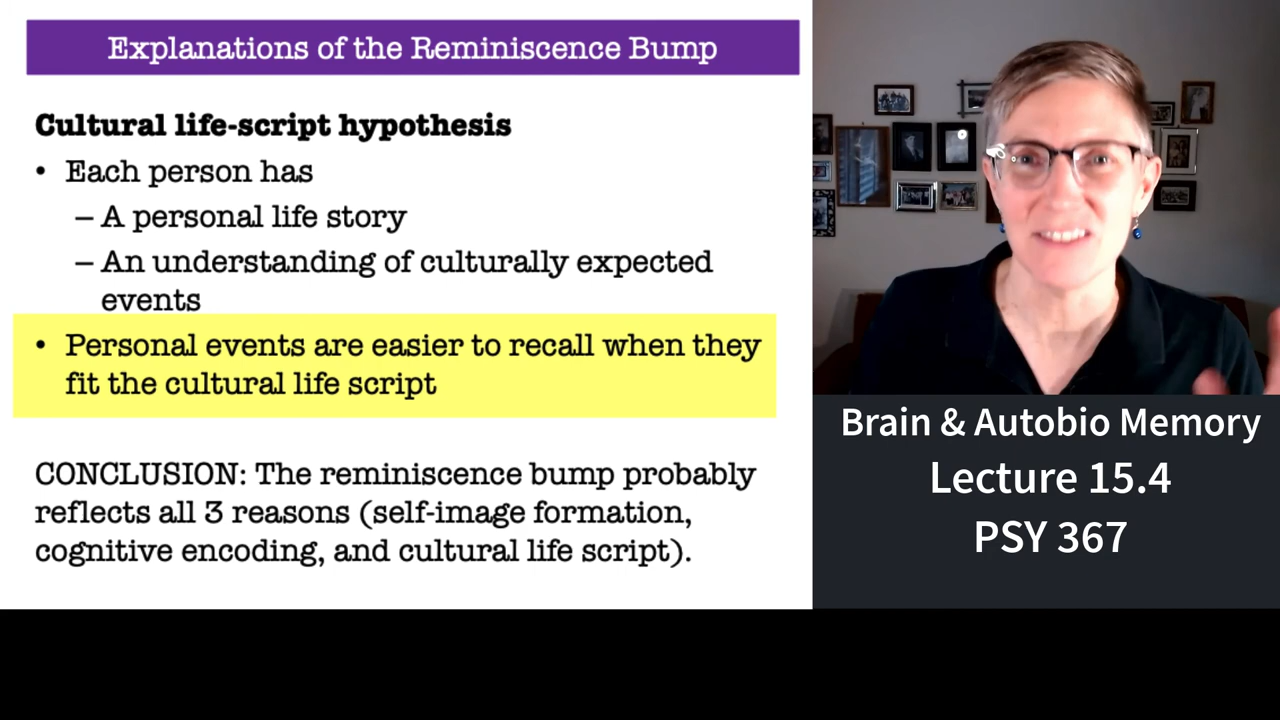 Explanations of the Reminiscence Bump
Cultural life-script hypothesis
• Each person has
– A personal life story
– An understanding of culturally expected
events
• Personal events are easier to recall when they
fit the cultural life script
CONCLUSION: The reminiscence bump probably
reflects all 3 reasons (self-image formation,
cognitive encoding, and cultural life script).
Brain & Autobio Memory
Lecture 15.4
PSY 367